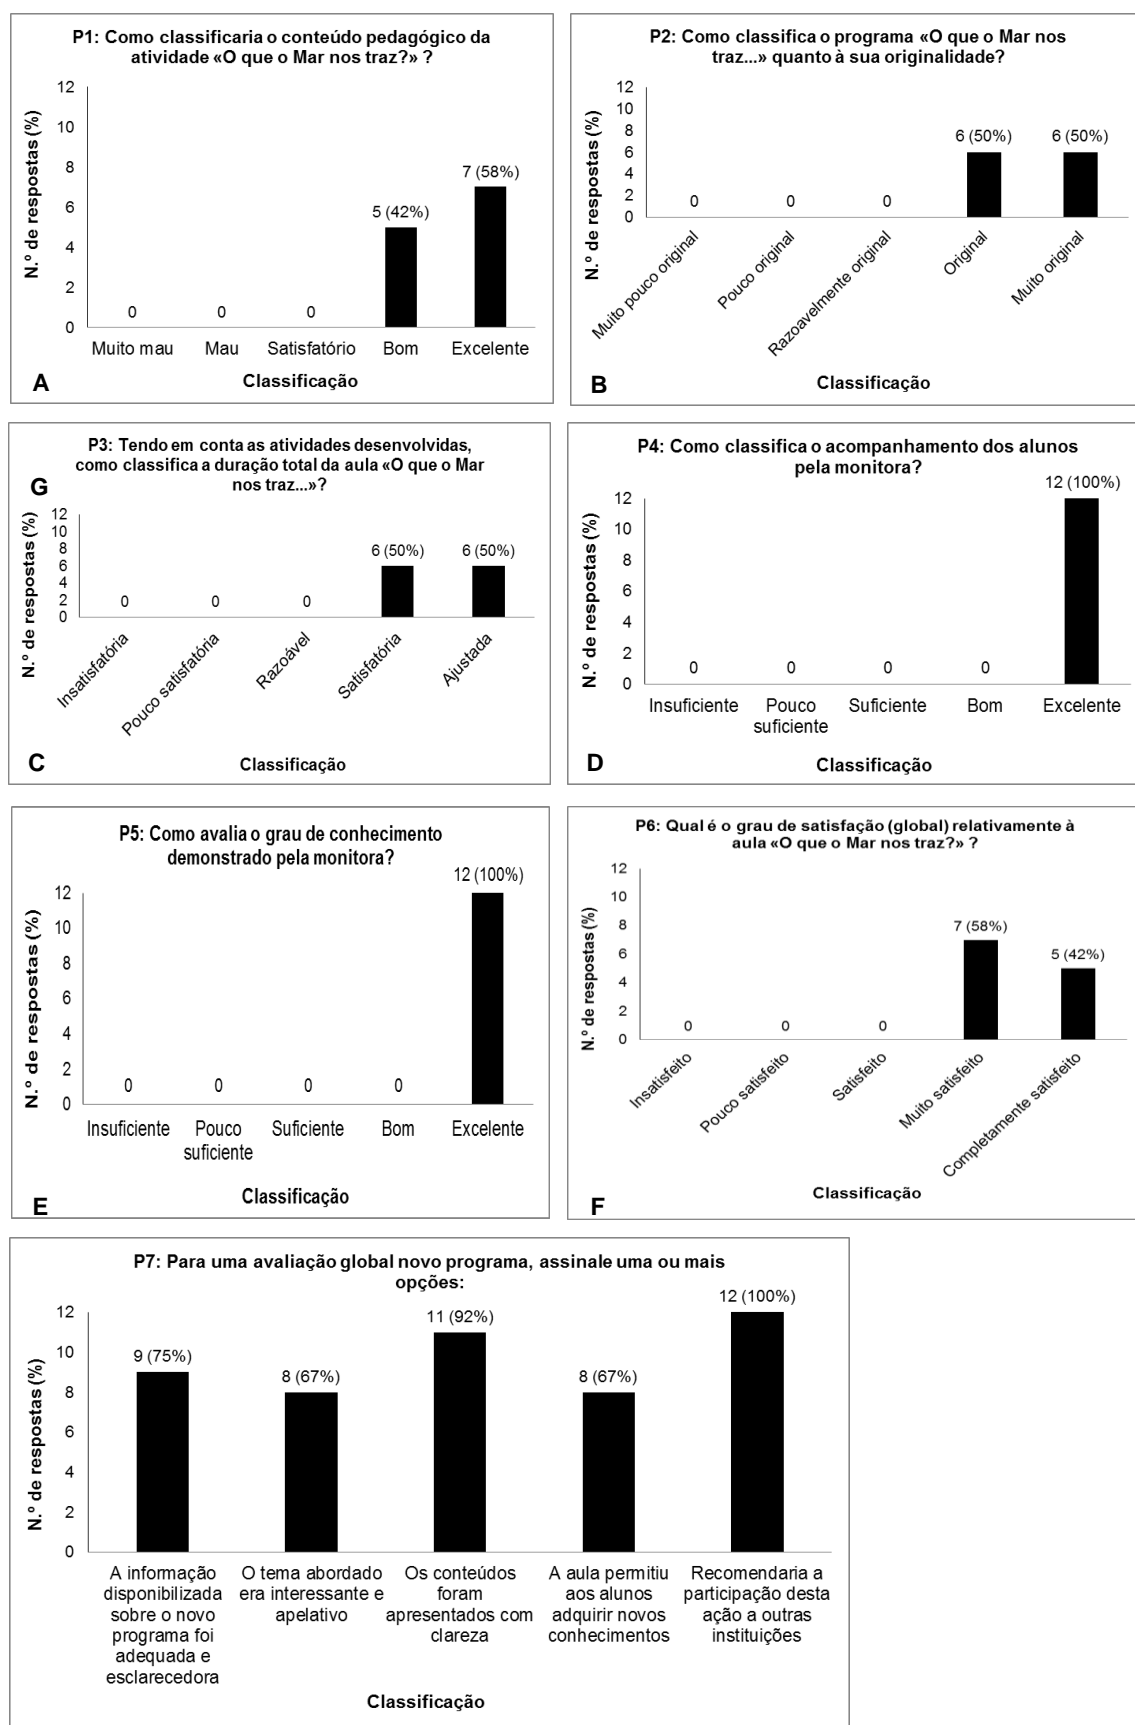 P1: Como classificaria o conteúdo pedagógico da
atividade «O que o Mar nos traz?» ?
N.º de respostas (%)
12
10
8
6
4
2
0
0
0
0
5 (42%)
7 (58%)
Muito mau
Mau
Satisfatório
Bom
Excelente
Classificação
A
P2: Como classifica o programa «O que o Mar nos
traz...» quanto à sua originalidade?
N.º de respostas (%)
12
10
8
6
4
2
0
0
0
0
6 (50%)
6 (50%)
Muito pouco original
Pouco original
Razoavelmente original
Original
Muito original
Classificação
B
P3: Tendo em conta as atividades desenvolvidas,
como classifica a duração total da aula «O que o Mar
nos traz...»?
G
N.º de respostas (%)
12
10
8
6
4
2
0
0
0
0
6 (50%)
6 (50%)
Insatisfatória
Pouco satisfatória
Razoável
Satisfatória
Ajustada
Classificação
C
P4: Como classifica o acompanhamento dos alunos
pela monitora?
N.º de respostas (%)
12
10
8
6
4
2
0
0
0
0
0
12 (100%)
Insuficiente
Pouco
suficiente
Suficiente
Bom
Excelente
Classificação
D
P5: Como avalia o grau de conhecimento
demonstrado pela monitora?
N.º de respostas (%)
12
10
8
6
4
2
0
0
0
0
0
12 (100%)
Insuficiente
Pouco
suficiente
Suficiente
Bom
Excelente
Classificação
E
P6: Qual é o grau de satisfação (global) relativamente à
aula «O que o Mar nos traz?» ?
N.º de respostas (%)
12
10
8
6
4
2
0
0
0
0
7 (58%)
5 (42%)
Insatisfeito
Pouco satisfeito
Satisfeito
Muito satisfeito
Completamente satisfeito
Classificação
F
P7: Para uma avaliação global novo programa, assinale uma ou mais
opções:
N.º de respostas (%)
12
10
8
6
4
2
0
9 (75%)
8 (67%)
11 (92%)
8 (67%)
12 (100%)
A informação
disponibilizada
sobre o novo
programa foi
adequada e
esclarecedora
O tema abordado
era interessante e
apelativo
Os conteúdos
foram
apresentados com
clareza
A aula permitiu
aos alunos
adquirir novos
conhecimentos
Recomendaria a
participação desta
ação a outras
instituições
Classificação